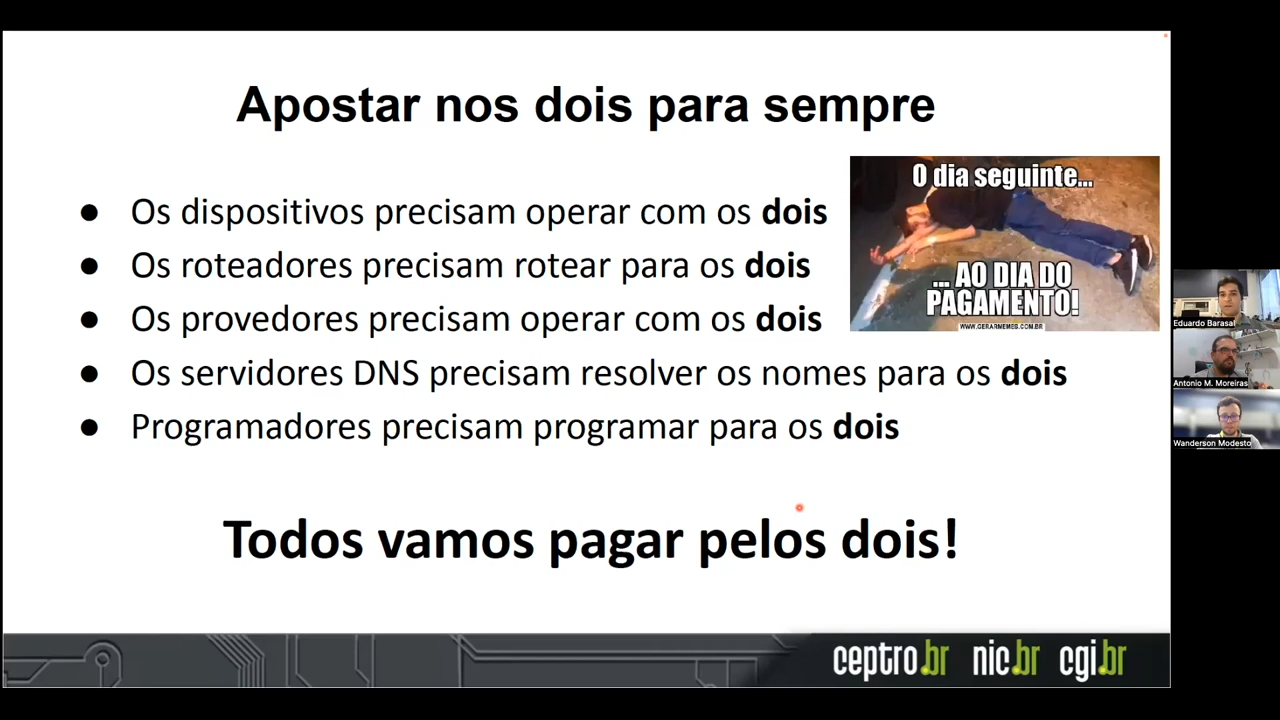 Apostar nos dois para sempre
● Os dispositivos precisam operar com os dois
● Os roteadores precisam rotear para os dois
● Os provedores precisam operar com os dois
● Os servidores DNS precisam resolver os nomes para os dois
● Programadores precisam programar para os dois
O dia seguinte...
... AO DIA DO
PAGAMENTO!
WWW.GERARMEMES.COM.BR
Todos vamos pagar pelos dois!
ceptro.br nic.br cgi.br
Eduardo Barasal
Antonio M. Moreiras
Wanderson Modesto